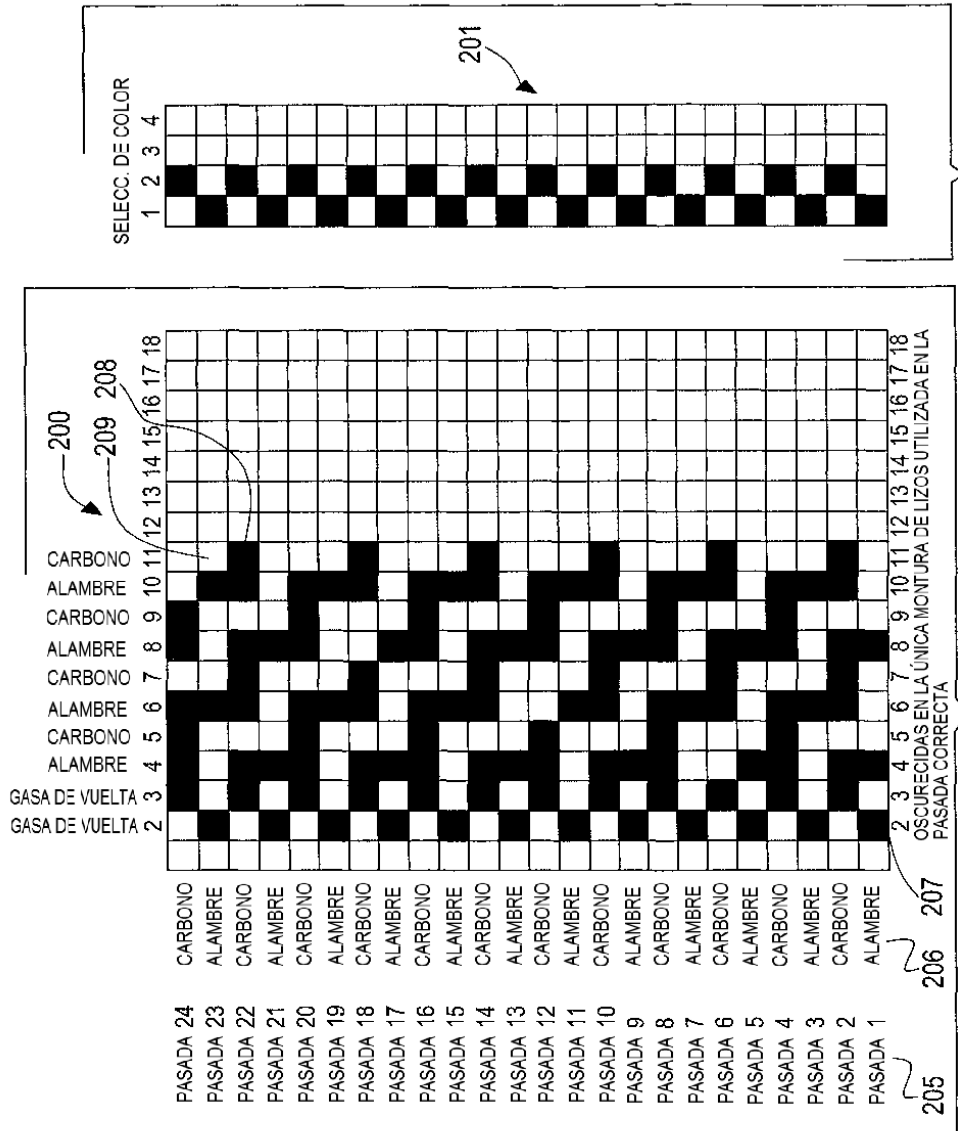 SELECC. DE COLOR
1 2 3 4
201
200
209
208
GASA DE VUELTA
GASA DE VUELTA
ALAMBRE
CARBONO
ALAMBRE
CARBONO
ALAMBRE
CARBONO
ALAMBRE
CARBONO
2 3 4 5 6 7 8 9 10 11 12 13 14 15 16 17 18
PASADA 24 CARBONO
PASADA 23 ALAMBRE
PASADA 22 CARBONO
PASADA 21 ALAMBRE
PASADA 20 CARBONO
PASADA 19 ALAMBRE
PASADA 18 CARBONO
PASADA 17 ALAMBRE
PASADA 16 CARBONO
PASADA 15 ALAMBRE
PASADA 14 CARBONO
PASADA 13 ALAMBRE
PASADA 12 CARBONO
PASADA 11 ALAMBRE
PASADA 10 CARBONO
PASADA 9 ALAMBRE
PASADA 8 CARBONO
PASADA 7 ALAMBRE
PASADA 6 CARBONO
PASADA 5 ALAMBRE
PASADA 4 CARBONO
PASADA 3 ALAMBRE
PASADA 2 CARBONO
PASADA 1 ALAMBRE
2 3 4 5 6 7 8 9 10 11 12 13 14 15 16 17 18
OSCURECIDAS EN LA ÚNICA MONTURA DE LIZOS UTILIZADA EN LA
PASADA CORRECTA
205
206
207